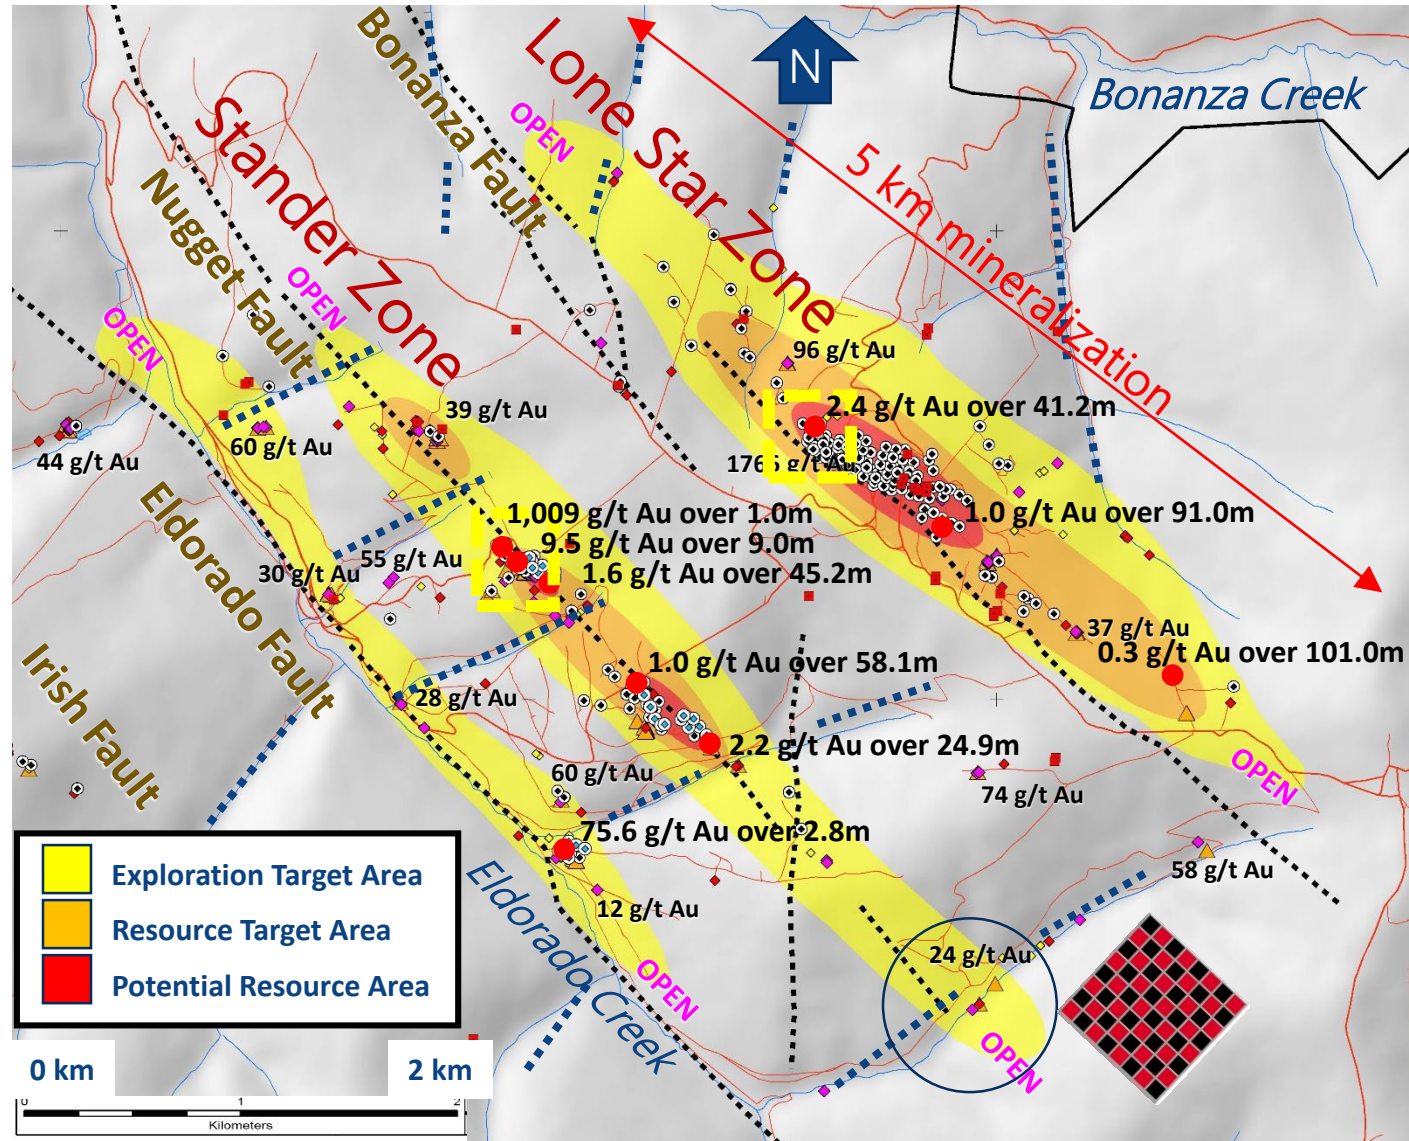 N
Bonanza Creek
Bonanza Fault
Lone Star Zone
OPEN
5 km mineralization
Stander Zone
Nugget Fault
OPEN
OPEN
96 g/t Au
2.4 g/t Au over 41.2m
39 g/t Au
60 g/t Au
44 g/t Au
Eldorado Fault
1,009 g/t Au over 1.0m
1.0 g/t Au over 91.0m
9.5 g/t Au over 9.0m
55 g/t Au
1.6 g/t Au over 45.2m
30 g/t Au
37 g/t Au
0.3 g/t Au over 101.0m
Irish Fault
1.0 g/t Au over 58.1m
28 g/t Au
2.2 g/t Au over 24.9m
OPEN
60 g/t Au
74 g/t Au
75.6 g/t Au over 2.8m
58 g/t Au
Eldorado Creek
12 g/t Au
24 g/t Au
OPEN
OPEN
Exploration Target Area
Resource Target Area
Potential Resource Area
0 km
2 km
0 1 2
Kilometers